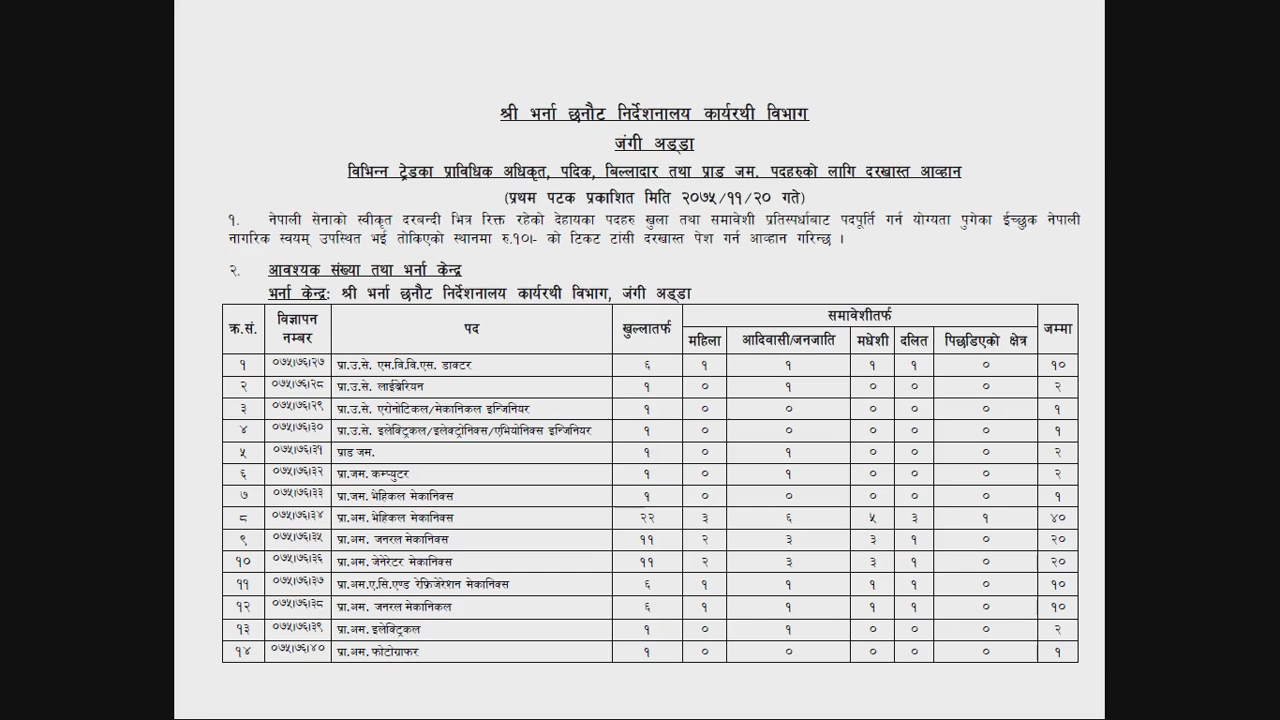 श्री भर्ना छनौट निर्देशनालय कार्यरथी विभाग
जंगी अड्डा
विभिन्न ट्रेडका प्राविधिक अधिकृत, पदिक, बिल्लादार तथा प्राड जम. पदहरुको लागि दरखास्त आव्हान
(प्रथम पटक प्रकाशित मिति २०७५/११/२० गते)
१. नेपाली सेनाको स्वीकृत दरबन्दी भित्र रिक्त रहेको देहायका पदहरु खुला तथा समावेशी प्रतिस्पर्धाबाट पदपूर्ति गर्न योग्यता पुगेका ईच्छुक नेपाली
नागरिक स्वयम् उपस्थित भई तोकिएको स्थानमा रु.१०।- को टिकट टांसी दरखास्त पेश गर्न आव्हान गरिन्छ ।
२. आवश्यक संख्या तथा भर्ना केन्द्र
भर्ना केन्द्र: श्री भर्ना छनौट निर्देशनालय कार्यरथी विभाग, जंगी अड्डा
क्र.सं. विज्ञापन नम्बर पद खुल्लातर्फ समावेशीतर्फ जम्मा
महिला आदिवासी/जनजाति मधेशी दलित पिछडिएको क्षेत्र
१ ०७५।७६।२७ प्रा.उ.से. एम.वि.वि.एस. डाक्टर ६ १ १ १ १ ० १०
२ ०७५।७६।२८ प्रा.उ.से. लाईब्रेरियन १ ० १ ० ० ० २
३ ०७५।७६।२९ प्रा.उ.से. एरोनोटिकल/मेकानिकल इन्जिनियर १ ० ० ० ० ० १
४ ०७५।७६।३० प्रा.उ.से. इलेक्ट्रिकल/इलेक्ट्रोनिक्स/एभियोनिक्स इन्जिनियर १ ० ० ० ० ० १
५ ०७५।७६।३१ प्राड जम. १ ० १ ० ० ० २
६ ०७५।७६।३२ प्रा.जम. कम्प्युटर १ ० १ ० ० ० २
७ ०७५।७६।३३ प्रा.जम. भेहिकल मेकानिक्स १ ० ० ० ० ० १
८ ०७५।७६।३४ प्रा.अम. भेहिकल मेकानिक्स २२ ३ ६ ५ ३ १ ४०
९ ०७५।७६।३५ प्रा.अम. जनरल मेकानिक्स ११ २ ३ ३ १ ० २०
१० ०७५।७६।३६ प्रा.अम. जेनेरेटर मेकानिक्स ११ २ ३ ३ १ ० २०
११ ०७५।७६।३७ प्रा.अम.ए.सि.एण्ड रेफ्रिजेरेशन मेकानिक्स ६ १ १ १ १ ० १०
१२ ०७५।७६।३८ प्रा.अम. जनरल मेकानिकल ६ १ १ १ १ ० १०
१३ ०७५।७६।३९ प्रा.अम. इलेक्ट्रिकल १ ० १ ० ० ० २
१४ ०७५।७६।४० प्रा.अम. फोटोग्राफर १ ० ० ० ० ० १